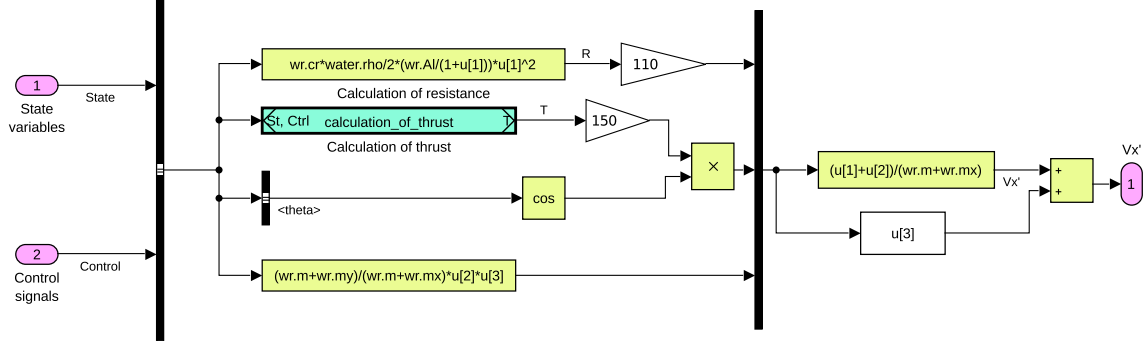 1
State
variables
State
2
Control
signals
Control
wr.cr*water.rho/2*(wr.Al/(1+u[1]))*u[1]^2
Calculation of resistance
R
110
St, Ctrl calculation_of_thrust T
Calculation of thrust
T
150
<theta>
cos
×
(wr.m+wr.my)/(wr.m+wr.mx)*u[2]*u[3]
(u[1]+u[2])/(wr.m+wr.mx)
Vx'
u[3]
+
+
Vx'
1